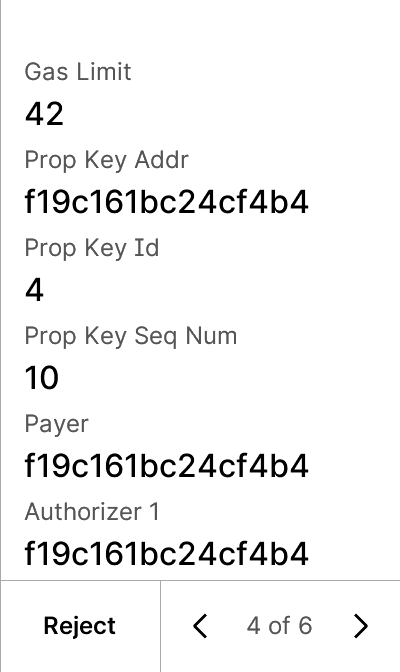 Gas Limit
42
Prop Key Addr
f19c161bc24cf4b4
Prop Key Id
4
Prop Key Seq Num
10
Payer
f19c161bc24cf4b4
Authorizer 1
f19c161bc24cf4b4
Reject
4 of 6